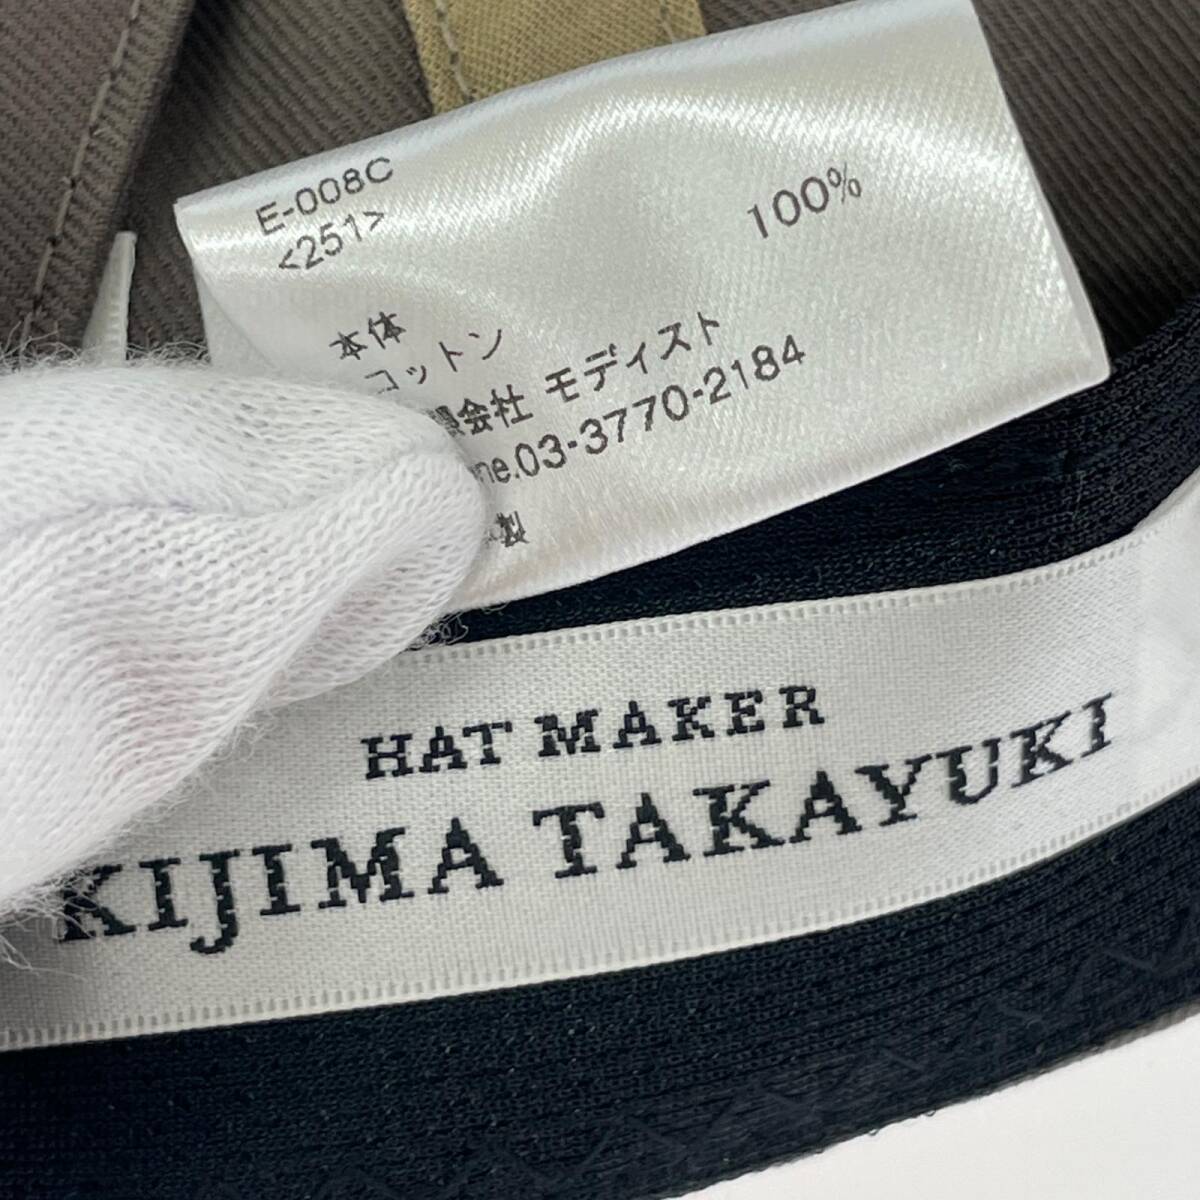 E-008C
<251>
本体
コットン 100%
限会社 モディスト
ne.03-3770-2184
製
HAT MAKER
KIJIMA TAKAYUKI